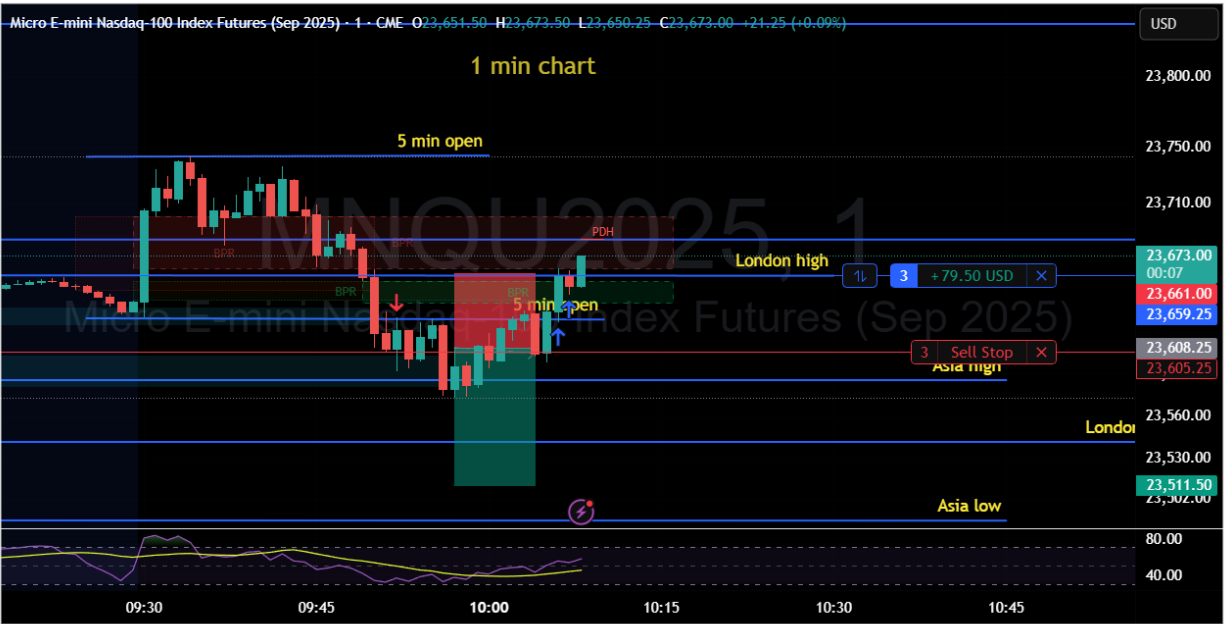 Micro E-mini Nasdaq-100 Index Futures (Sep 2025) · 1 · CME O23,651.50 H23,673.50 L23,650.25 C23,673.00 +21.25 (+0.09%)
USD
1 min chart
23,800.00
5 min open
23,750.00
MNQU2025, 1
23,710.00
PDH
BPR
BPR
London high
23,673.00
00:07
3 +79.50 USD
BPR
BPR
23,661.00
5 min open
Micro E-mini Nasdaq-100 Index Futures (Sep 2025)
23,659.25
23,608.25
3 Sell Stop
Asia high
23,605.25
23,560.00
London
23,530.00
23,511.50
23,502.00
Asia low
80.00
40.00
09:30 09:45 10:00 10:15 10:30 10:45